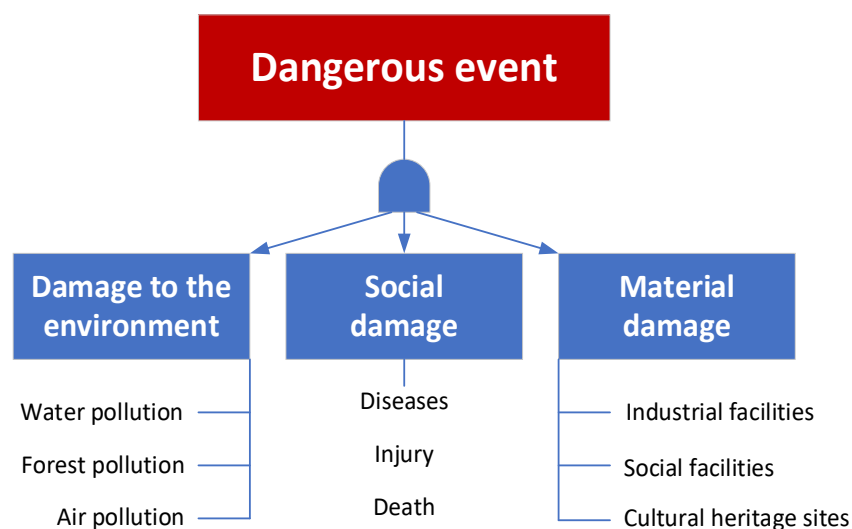 Dangerous event
Damage to the
environment
Social
damage
Material
damage
Water pollution
Forest pollution
Air pollution
Diseases
Injury
Death
Industrial facilities
Social facilities
Cultural heritage sites